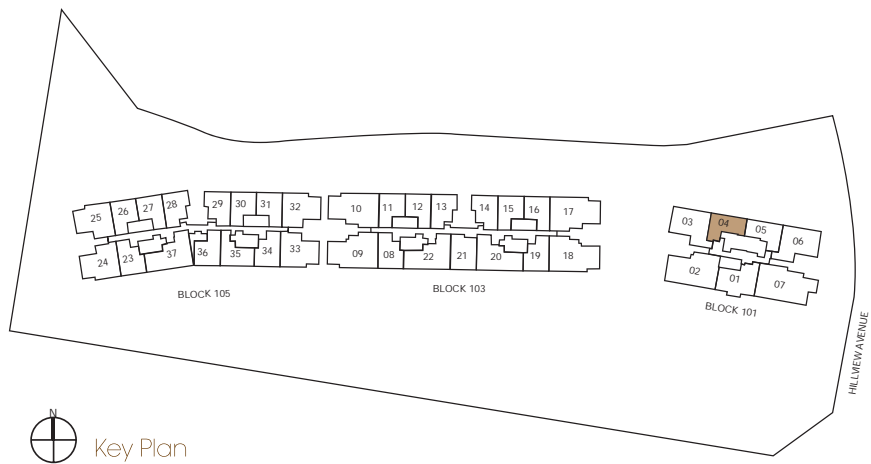 25 26 27 28 29 30 31 32 10 11 12 13 14 15 16 17 03 04 05 06
24 23 37 36 35 34 33 09 08 22 21 20 19 18 02 01 07
BLOCK 105
BLOCK 103
BLOCK 101
HILLVIEW AVENUE
N
Key Plan